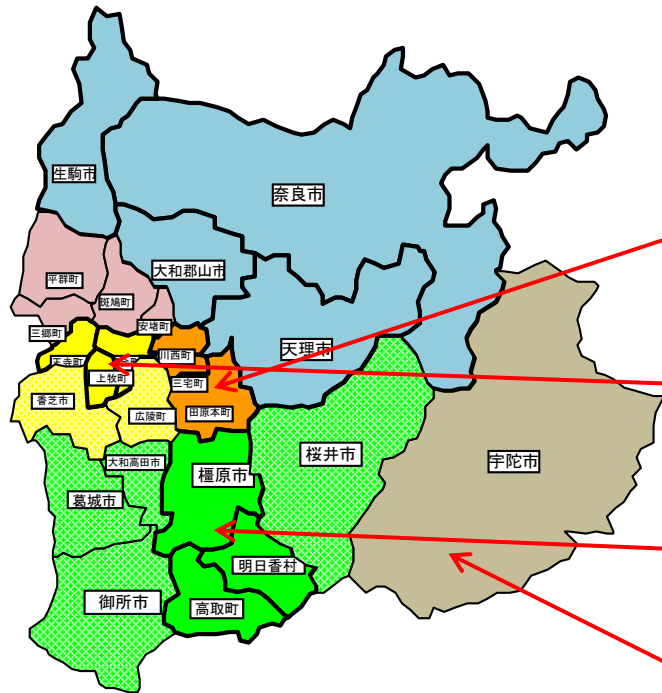 生駒市
奈良市
大和郡山市
平群町
斑鳩町
安堵町
三郷町
川西町
天理市
上牧町
三宅町
香芝市
広陵町
田原本町
桜井市
大和高田市
橿原市
宇陀市
葛城市
明日香村
御所市
高取町